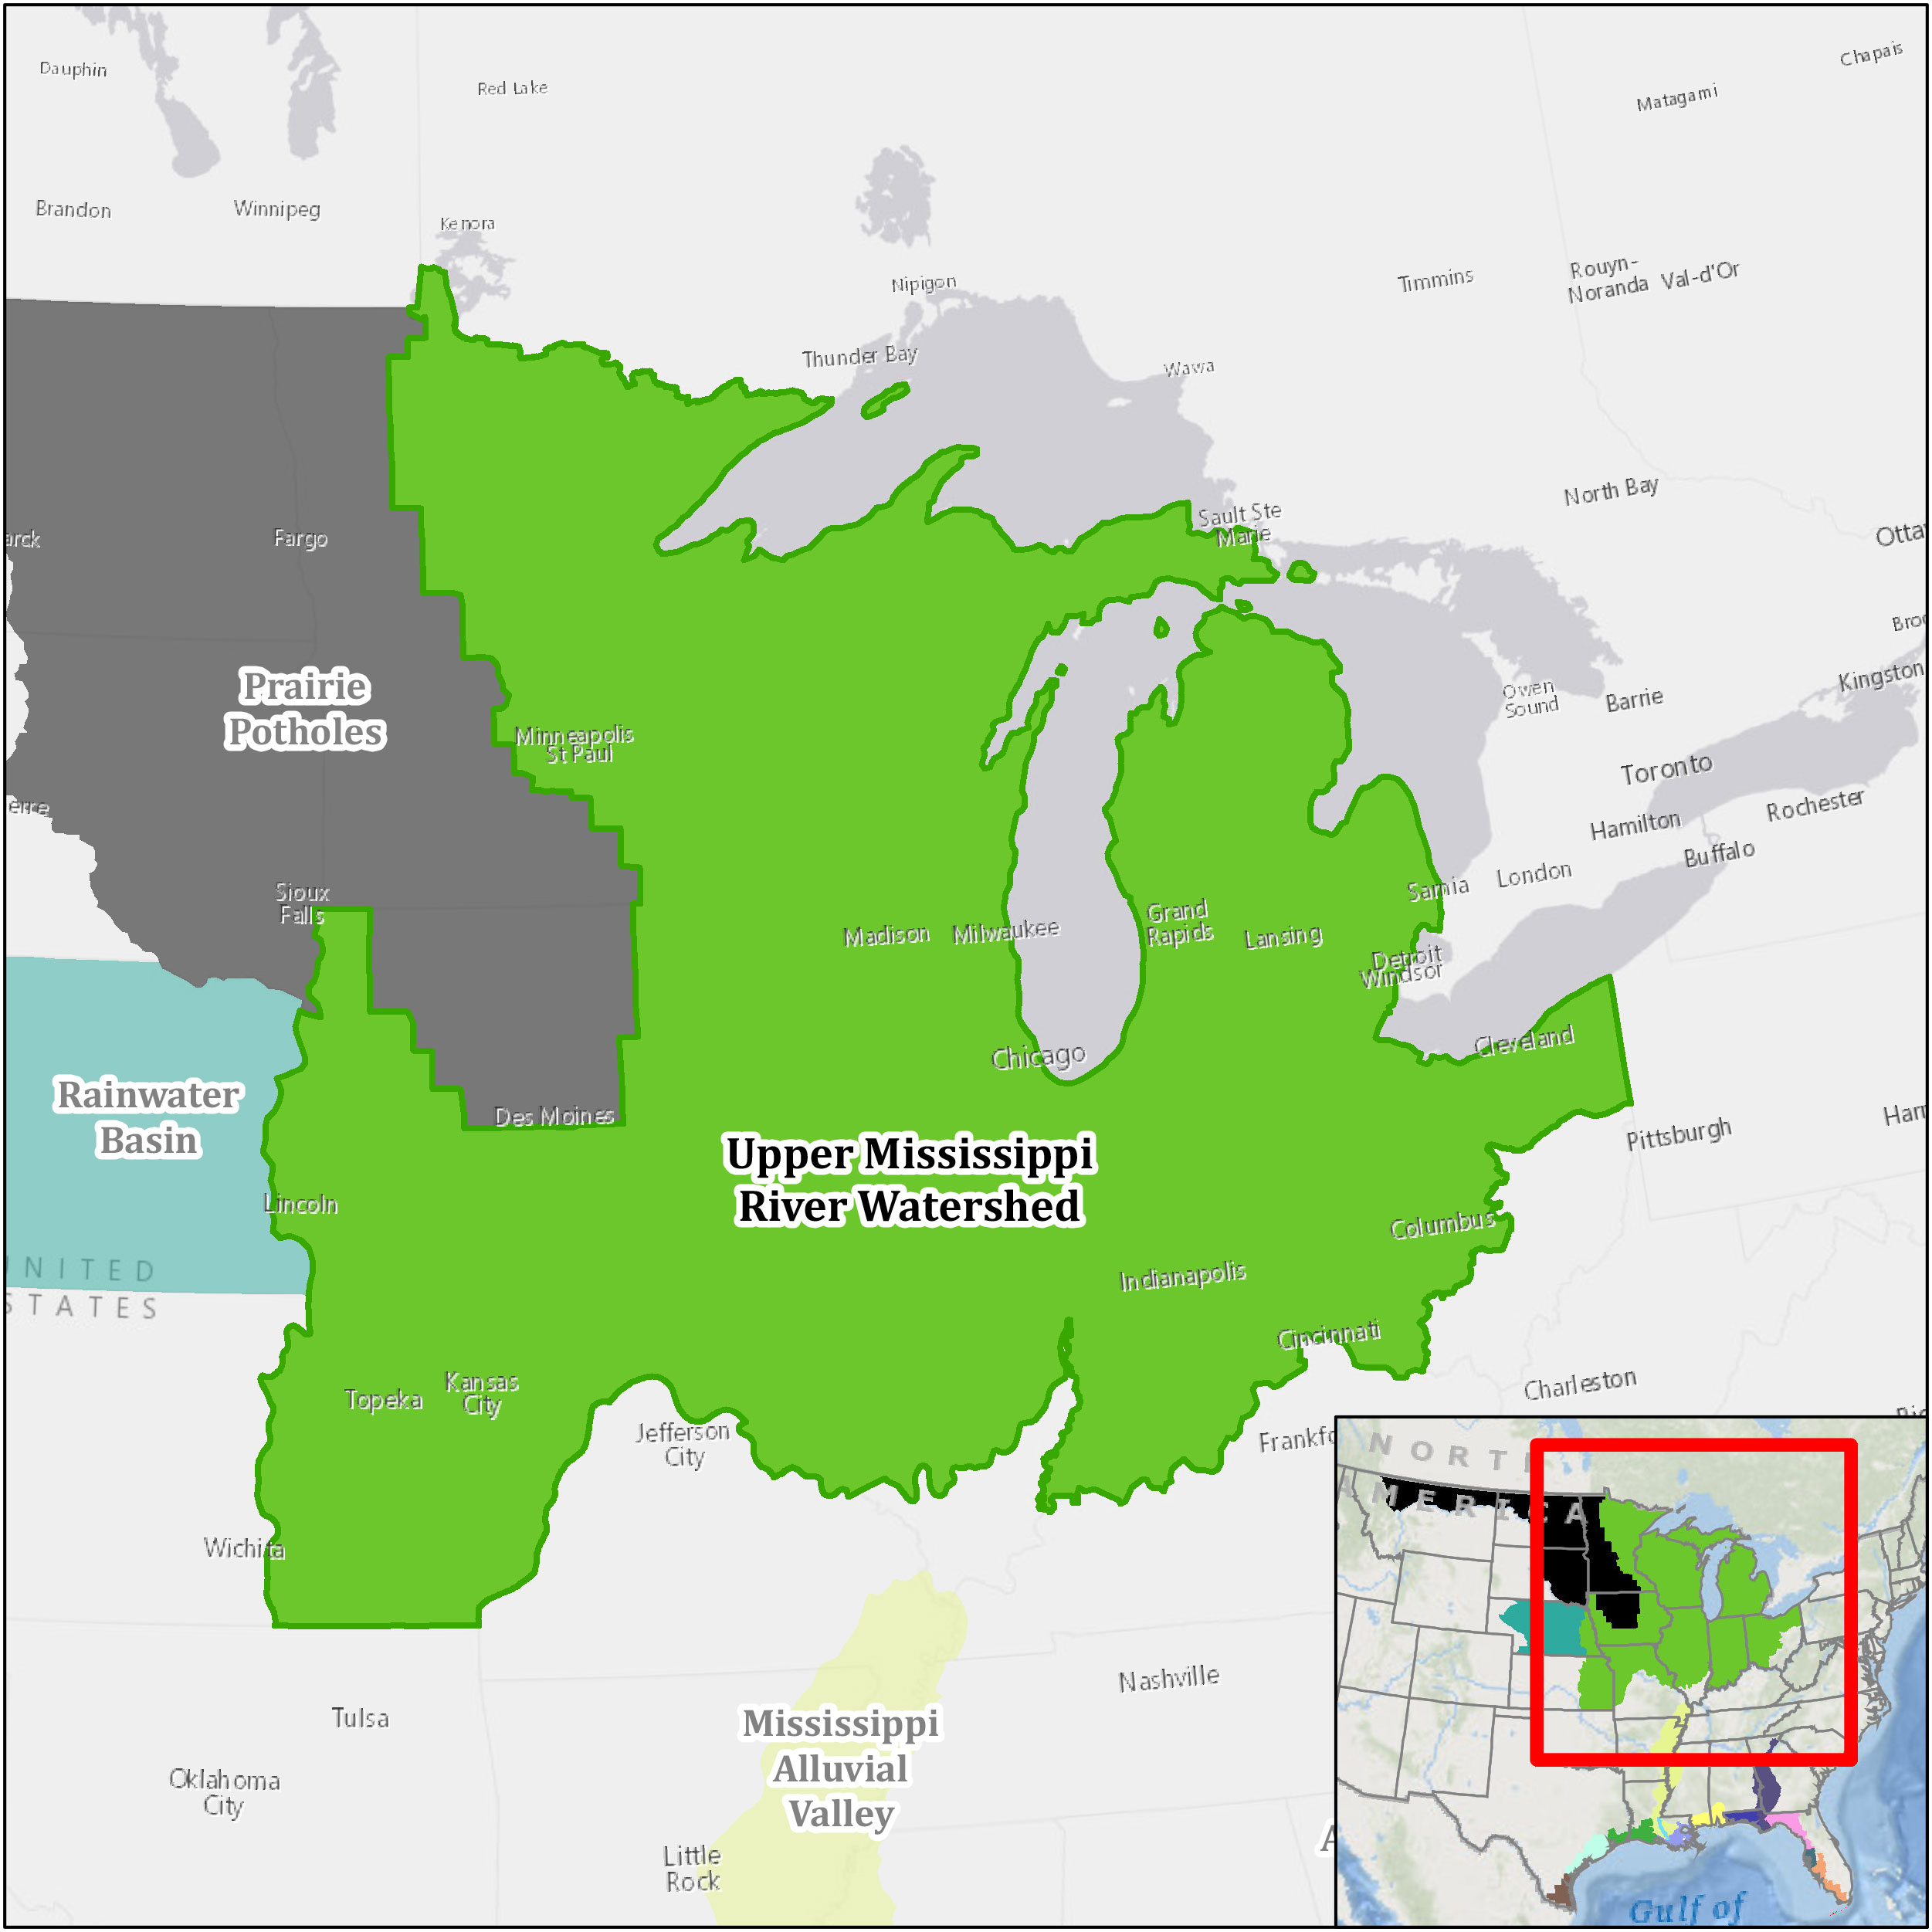 Dauphin
Red Lake
Chapais
Matagami
Brandon
Winnipeg
Kenora
Nipigon
Timmins
Rouyn-
Noranda
Val-d'Or
Thunder Bay
Wawa
North Bay
Sault Ste
Marie
Otta
arck
Fargo
Prairie
Potholes
Minneapolis
St Paul
Owen
Sound
Barrie
Kingston
Broc
Toronto
Hamilton
Rochester
Buffalo
erre
Sioux
Falls
Madison
Milwaukee
Grand
Rapids
Lansing
Sarnia
London
Detroit
Windsor
Cleveland
Chicago
Rainwater
Basin
Des Moines
Upper Mississippi
River Watershed
Pittsburgh
Harr
Lincoln
Columbus
UNITED
STATES
Indianapolis
Cincinnati
Topeka
Kansas
City
Jefferson
City
Charleston
Frankfo
Wichita
Nashville
Tulsa
Mississippi
Alluvial
Valley
Oklahoma
City
Little
Rock
A
NORTH
AMERICA
Gulf of